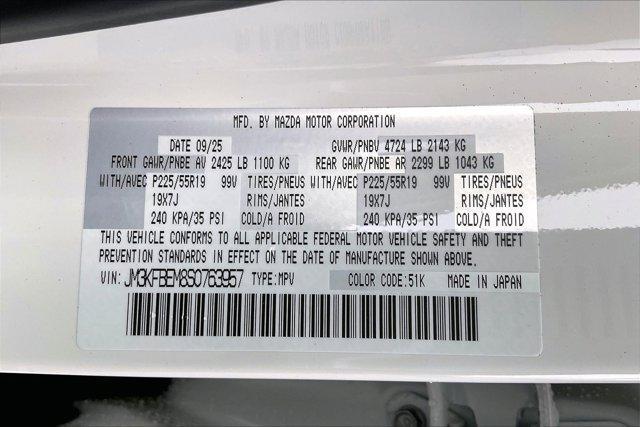 MFD. BY MAZDA MOTOR CORPORATION
DATE 09/25 GVWR/PNBV 4724 LB 2143 KG
FRONT GAWR/PNBE AV 2425 LB 1100 KG REAR GAWR/PNBE AR 2299 LB 1043 KG
WITH/AVEC P225/55R19 99V TIRES/PNEUS WITH/AVEC P225/55R19 99V TIRES/PNEUS
19X7J RIMS/JANTES 19X7J RIMS/JANTES
240 KPA/35 PSI COLD/A FROID 240 KPA/35 PSI COLD/A FROID
THIS VEHICLE CONFORMS TO ALL APPLICABLE FEDERAL MOTOR VEHICLE SAFETY AND THEFT
PREVENTION STANDARDS IN EFFECT ON THE DATE OF MANUFACTURE SHOWN ABOVE.
VIN: JM3KFBEM8S0763957 TYPE:MPV COLOR CODE:51K MADE IN JAPAN